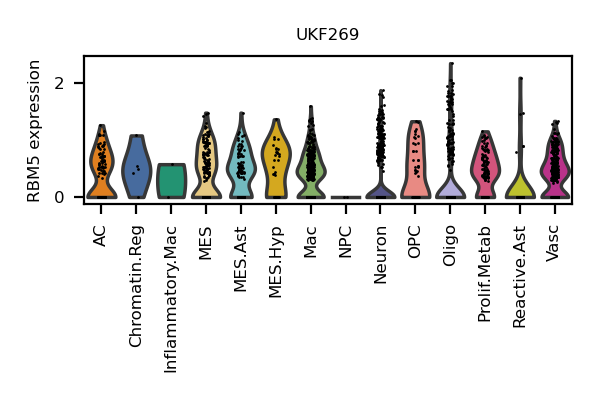 UKF269
RBM5 expression
2
0
AC
Chromatin.Reg
Inflammatory.Mac
MES
MES.Ast
MES.Hyp
Mac
NPC
Neuron
OPC
Oligo
Prolif.Metab
Reactive.Ast
Vasc